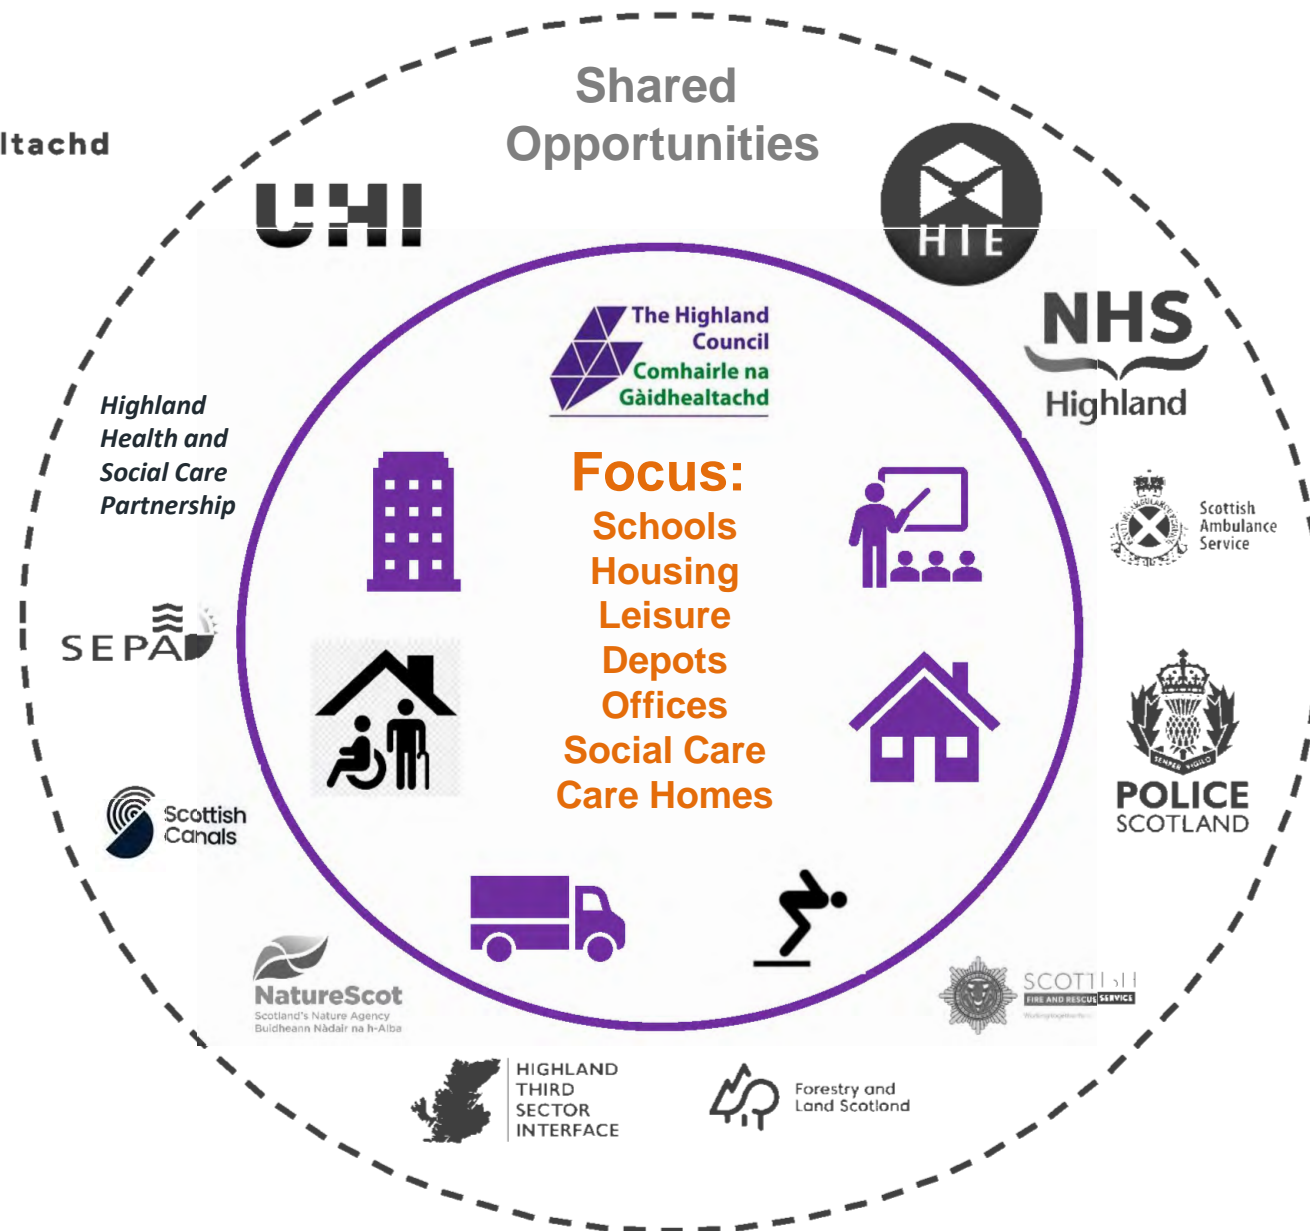 Shared
Opportunities
ltachd
UHI
HIE
NHS
Highland
The Highland
Council
Comhairle na
Gàidhealtachd
Highland
Health and
Social Care
Partnership
Focus:
Schools
Housing
Leisure
Depots
Offices
Social Care
Care Homes
Scottish
Ambulance
Service
SEPA
SEMPER VIGILO
POLICE
SCOTLAND
Scottish
Canals
NatureScot
Scotland's Nature Agency
Buidheann Nàdair na h-Alba
SCOTTISH
FIRE AND RESCUE SERVICE
HIGHLAND
THIRD
SECTOR
INTERFACE
Forestry and
Land Scotland